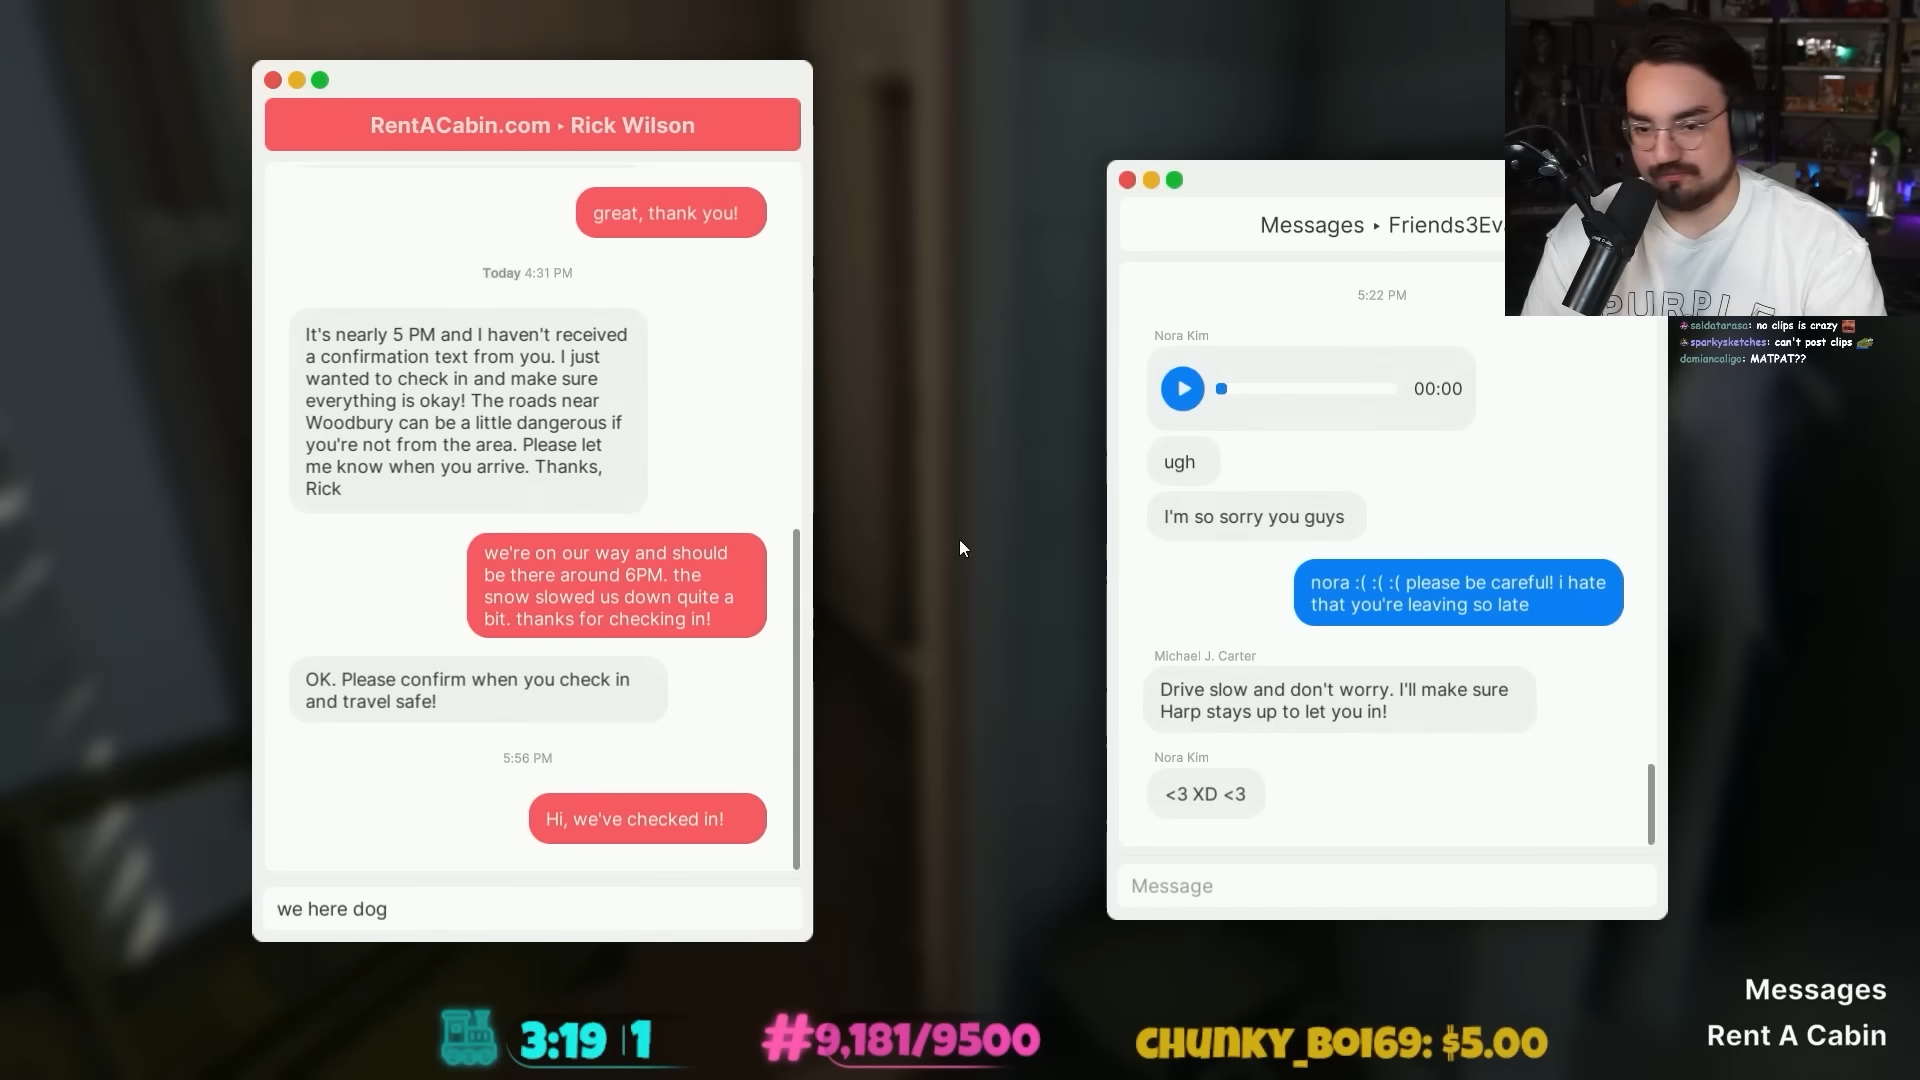 RentACabin.com ▸ Rick Wilson
great, thank you!
Today 4:31 PM
It's nearly 5 PM and I haven't received
a confirmation text from you. I just
wanted to check in and make sure
everything is okay! The roads near
Woodbury can be a little dangerous if
you're not from the area. Please let
me know when you arrive. Thanks,
Rick
we're on our way and should
be there around 6PM. the
snow slowed us down quite a
bit. thanks for checking in!
OK. Please confirm when you check in
and travel safe!
5:56 PM
Hi, we've checked in!
we here dog
Messages ▸ Friends3Ev
5:22 PM
Nora Kim
00:00
ugh
I'm so sorry you guys
nora :( :( :( please be careful! i hate
that you're leaving so late
Michael J. Carter
Drive slow and don't worry. I'll make sure
Harp stays up to let you in!
Nora Kim
<3 XD <3
Message
PURPLE
seldatarasa: no clips is crazy
sparkysketches: can't post clips
damiancaligo: MATPAT??
Messages
Rent A Cabin
3:19 | 1
#9,181/9500
CHUNKY_BOI69: $5.00